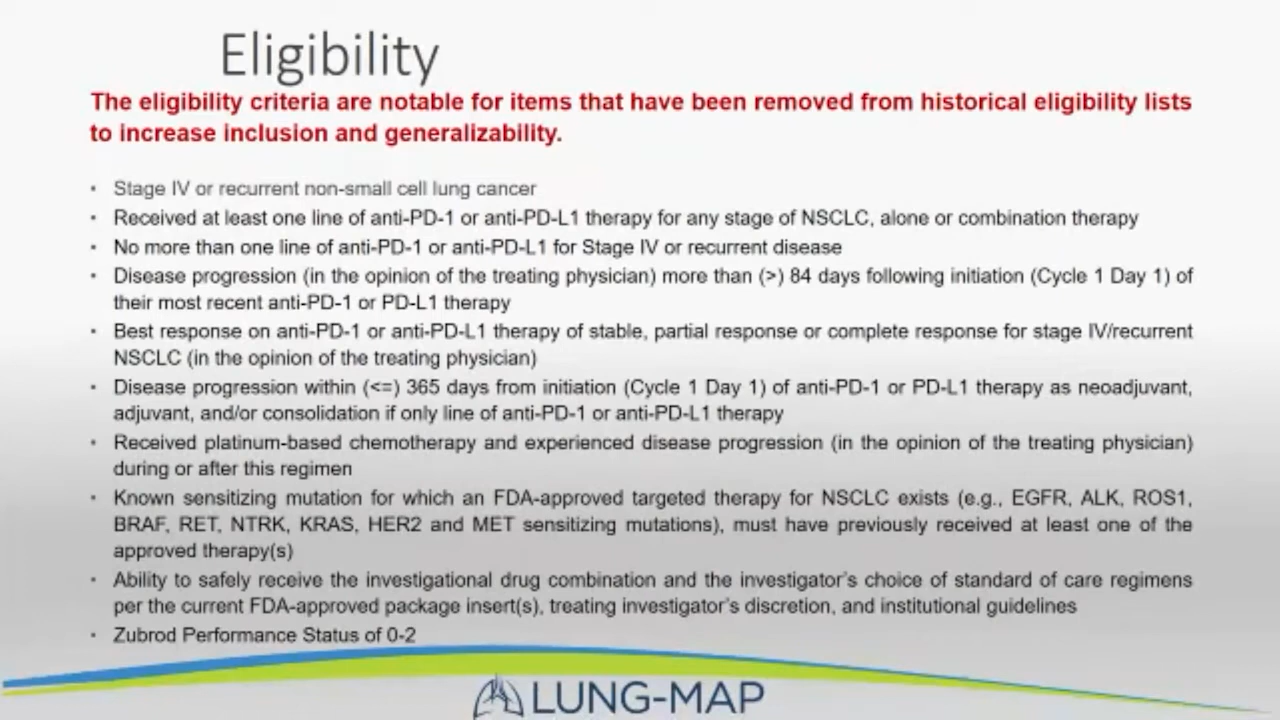 Eligibility
The eligibility criteria are notable for items that have been removed from historical eligibility lists
to increase inclusion and generalizability.
• Stage IV or recurrent non-small cell lung cancer
• Received at least one line of anti-PD-1 or anti-PD-L1 therapy for any stage of NSCLC, alone or combination therapy
• No more than one line of anti-PD-1 or anti-PD-L1 for Stage IV or recurrent disease
• Disease progression (in the opinion of the treating physician) more than (>) 84 days following initiation (Cycle 1 Day 1) of
their most recent anti-PD-1 or PD-L1 therapy
• Best response on anti-PD-1 or anti-PD-L1 therapy of stable, partial response or complete response for stage IV/recurrent
NSCLC (in the opinion of the treating physician)
• Disease progression within (<=) 365 days from initiation (Cycle 1 Day 1) of anti-PD-1 or PD-L1 therapy as neoadjuvant,
adjuvant, and/or consolidation if only line of anti-PD-1 or anti-PD-L1 therapy
• Received platinum-based chemotherapy and experienced disease progression (in the opinion of the treating physician)
during or after this regimen
• Known sensitizing mutation for which an FDA-approved targeted therapy for NSCLC exists (e.g., EGFR, ALK, ROS1,
BRAF, RET, NTRK, KRAS, HER2 and MET sensitizing mutations), must have previously received at least one of the
approved therapy(s)
• Ability to safely receive the investigational drug combination and the investigator's choice of standard of care regimens
per the current FDA-approved package insert(s), treating investigator's discretion, and institutional guidelines
• Zubrod Performance Status of 0-2
LUNG-MAP